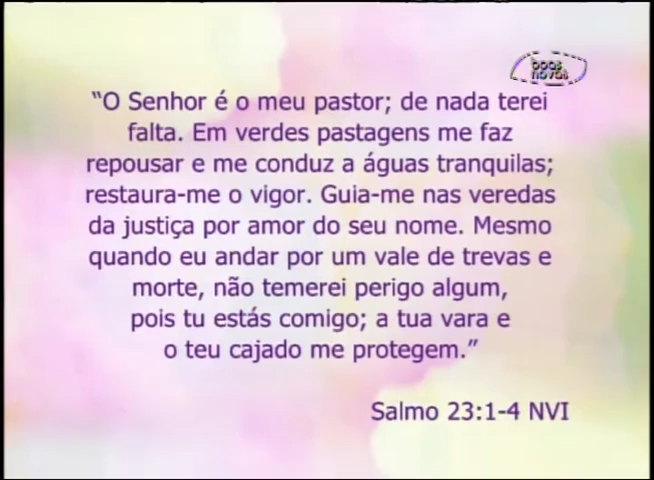 boas
novas
“O Senhor é o meu pastor; de nada terei
falta. Em verdes pastagens me faz
repousar e me conduz a águas tranquilas;
restaura-me o vigor. Guia-me nas veredas
da justiça por amor do seu nome. Mesmo
quando eu andar por um vale de trevas e
morte, não temerei perigo algum,
pois tu estás comigo; a tua vara e
o teu cajado me protegem.”
Salmo 23:1-4 NVI